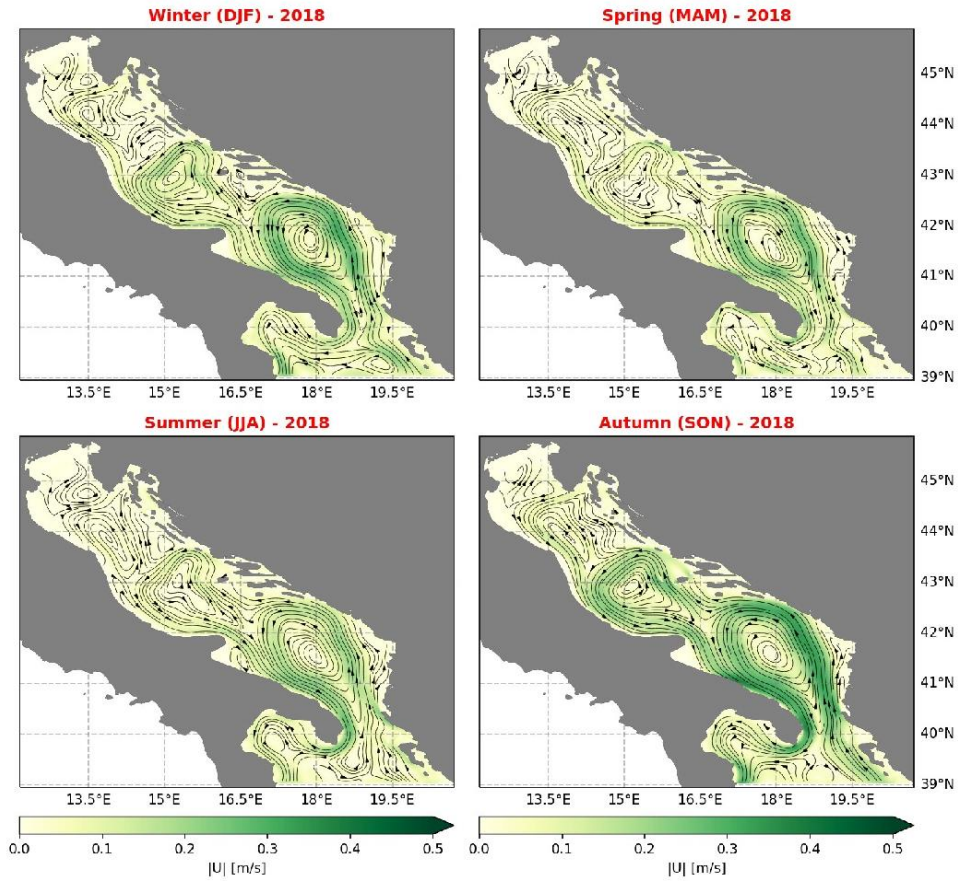 Winter (DJF) - 2018
Spring (MAM) - 2018
45°N
44°N
43°N
42°N
41°N
40°N
39°N
13.5°E 15°E 16.5°E 18°E 19.5°E
13.5°E 15°E 16.5°E 18°E 19.5°E
Summer (JJA) - 2018
Autumn (SON) - 2018
45°N
44°N
43°N
42°N
41°N
40°N
39°N
13.5°E 15°E 16.5°E 18°E 19.5°E
13.5°E 15°E 16.5°E 18°E 19.5°E
0.0 0.1 0.2 0.3 0.4 0.5
0.0 0.1 0.2 0.3 0.4 0.5
|U| [m/s]
|U| [m/s]